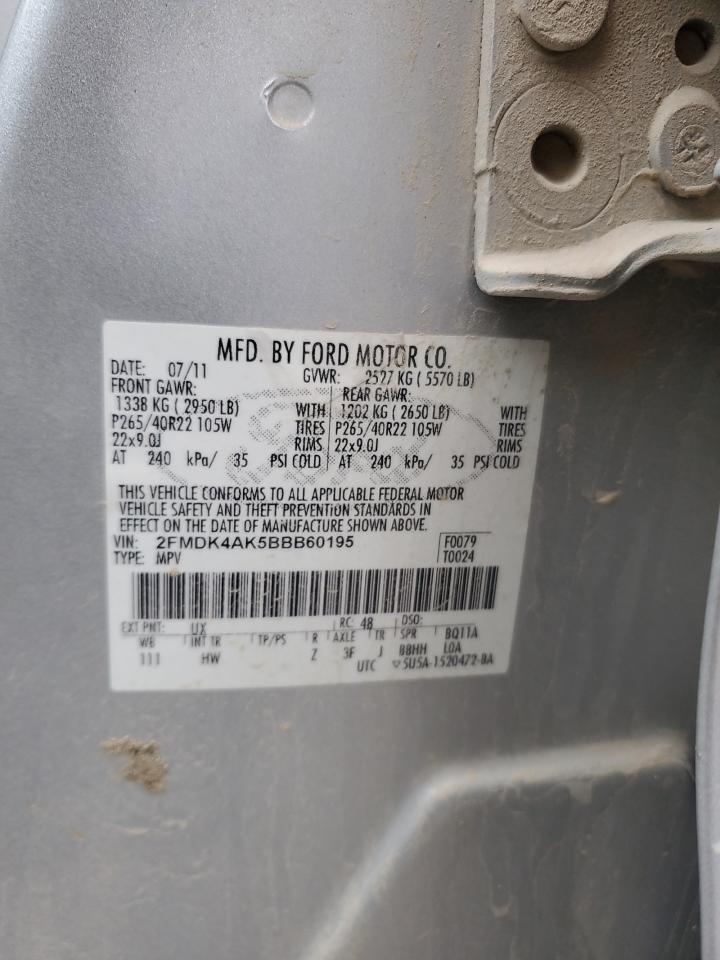 MFD. BY FORD MOTOR CO.
DATE: 07/11 GVWR: 2527 KG ( 5570 LB)
FRONT GAWR: REAR GAWR:
1338 KG ( 2950 LB) WITH 1202 KG ( 2650 LB) WITH
P265/40R22 105W TIRES P265/40R22 105W TIRES
22x9.0J RIMS 22x9.0J RIMS
AT 240 kPa/ 35 PSI COLD AT 240 kPa/ 35 PSI COLD
THIS VEHICLE CONFORMS TO ALL APPLICABLE FEDERAL MOTOR
VEHICLE SAFETY AND THEFT PREVENTION STANDARDS IN
EFFECT ON THE DATE OF MANUFACTURE SHOWN ABOVE.
VIN: 2FMDK4AK5BBB60195 F0079
TYPE: MPV T0024
EXT PNT: UX RC: 48 DSO:
WB INT TR TP/PS R AXLE TR SPR BQ11A
111 HW Z 3F J BBHH L0A
UTC ▽5U5A-1520472-BA